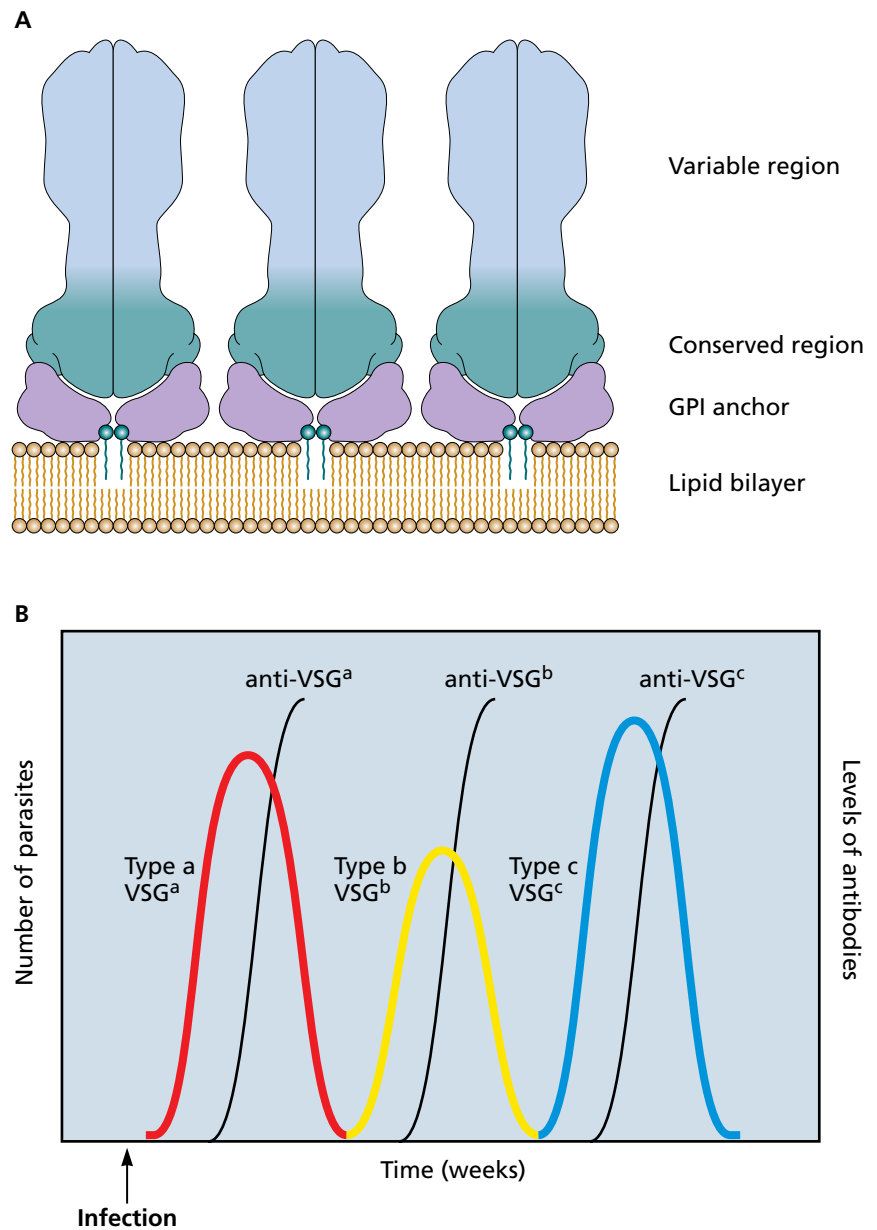 A
Variable region
Conserved region
GPI anchor
Lipid bilayer
B
anti-VSGᵃ
anti-VSGᵇ
anti-VSGᶜ
Number of parasites
Type a
VSGᵃ
Type b
VSGᵇ
Type c
VSGᶜ
Levels of antibodies
Time (weeks)
Infection